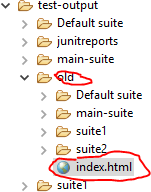 test-output
Default suite
junitreports
main-suite
old
Default suite
main-suite
suite1
suite2
index.html
suite1